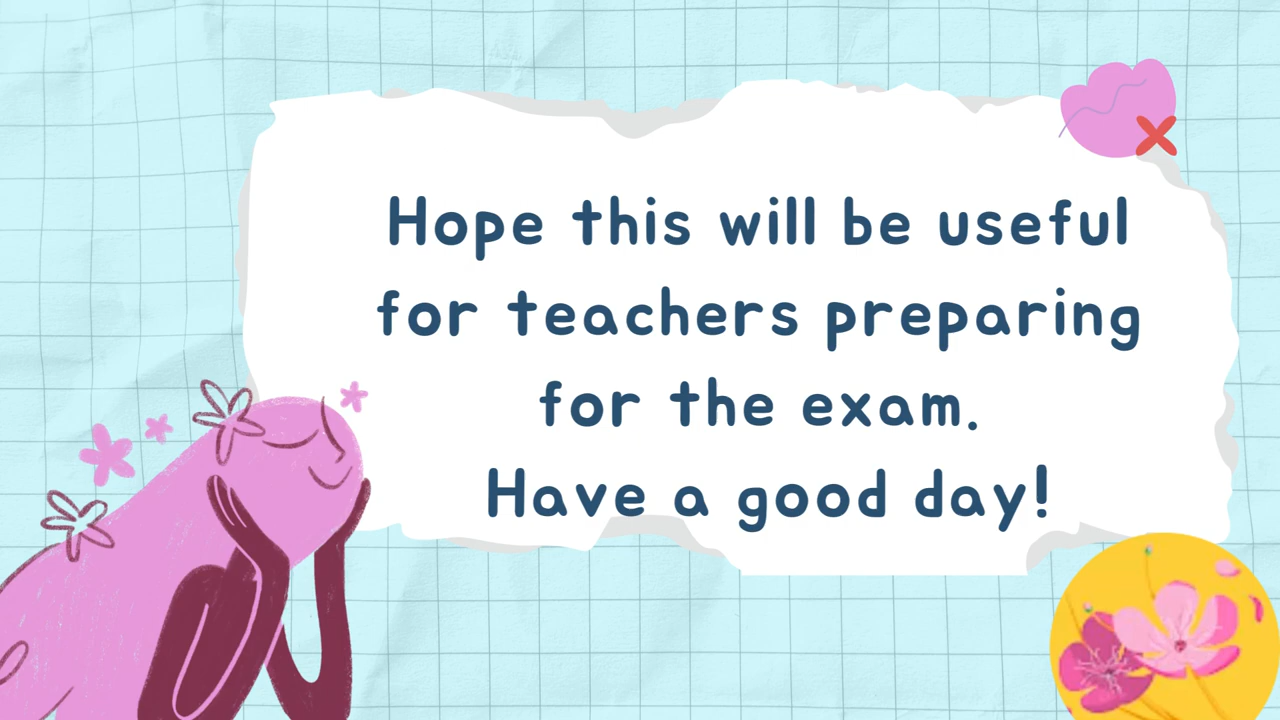 Hope this will be useful
for teachers preparing
for the exam.
Have a good day!